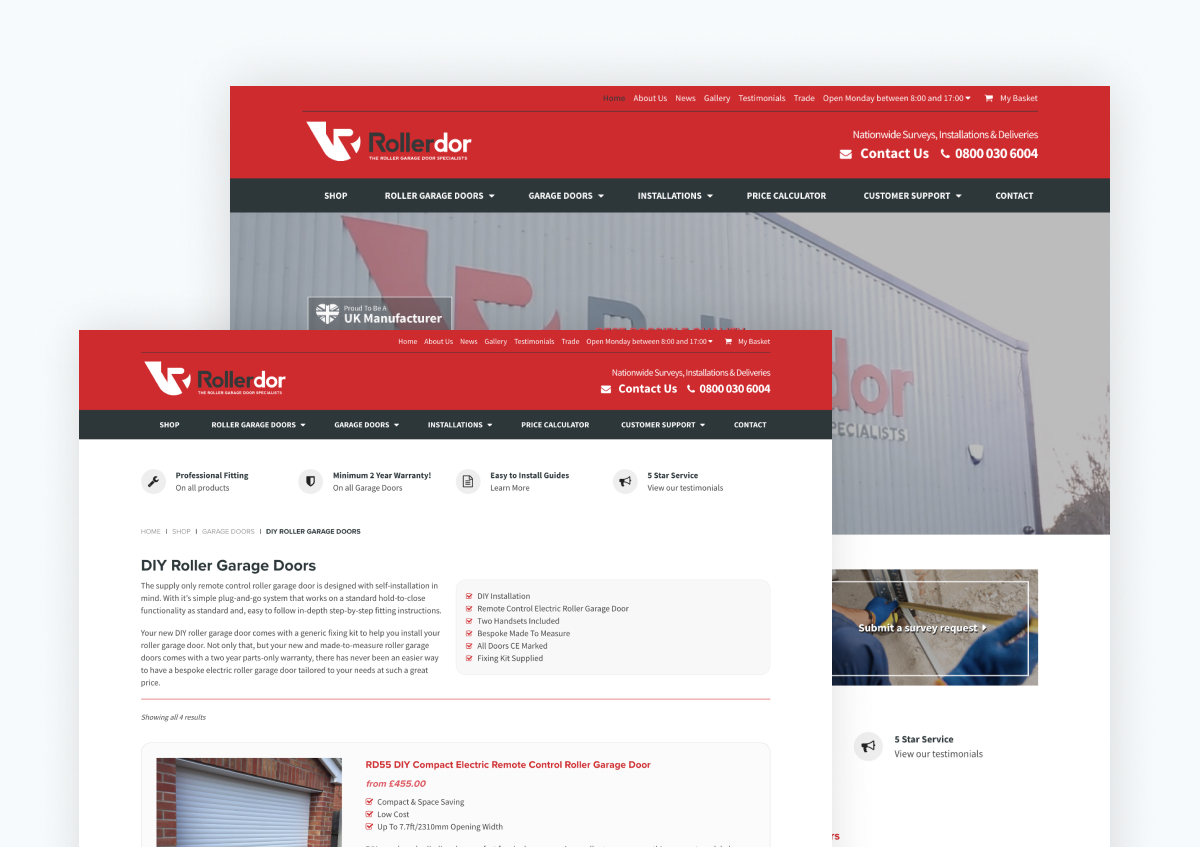 Home About Us News Gallery Testimonials Trade Open Monday between 8:00 and 17:00 My Basket
Rollerdor
THE ROLLER GARAGE DOOR SPECIALISTS
Nationwide Surveys, Installations & Deliveries
Contact Us 0800 030 6004
SHOP ROLLER GARAGE DOORS GARAGE DOORS INSTALLATIONS PRICE CALCULATOR CUSTOMER SUPPORT CONTACT
Proud To Be A
UK Manufacturer
dor
PECIALISTS
Home About Us News Gallery Testimonials Trade Open Monday between 8:00 and 17:00 My Basket
Rollerdor
THE ROLLER GARAGE DOOR SPECIALISTS
Nationwide Surveys, Installations & Deliveries
Contact Us 0800 030 6004
SHOP ROLLER GARAGE DOORS GARAGE DOORS INSTALLATIONS PRICE CALCULATOR CUSTOMER SUPPORT CONTACT
Professional Fitting
On all products
Minimum 2 Year Warranty!
On all Garage Doors
Easy to Install Guides
Learn More
5 Star Service
View our testimonials
HOME | SHOP | GARAGE DOORS | DIY ROLLER GARAGE DOORS
DIY Roller Garage Doors
The supply only remote control roller garage door is designed with self-installation in
mind. With it's simple plug-and-go system that works on a standard hold-to-close
functionality as standard and, easy to follow in-depth step-by-step fitting instructions.
Your new DIY roller garage door comes with a generic fixing kit to help you install your
roller garage door. Not only that, but your new and made-to-measure roller garage
doors comes with a two year parts-only warranty, there has never been an easier way
to have a bespoke electric roller garage door tailored to your needs at such a great
price.
DIY Installation
Remote Control Electric Roller Garage Door
Two Handsets Included
Bespoke Made To Measure
All Doors CE Marked
Fixing Kit Supplied
Showing all 4 results
RD55 DIY Compact Electric Remote Control Roller Garage Door
from £455.00
Compact & Space Saving
Low Cost
Up To 7.7ft/2310mm Opening Width
Submit a survey request
5 Star Service
View our testimonials
rs